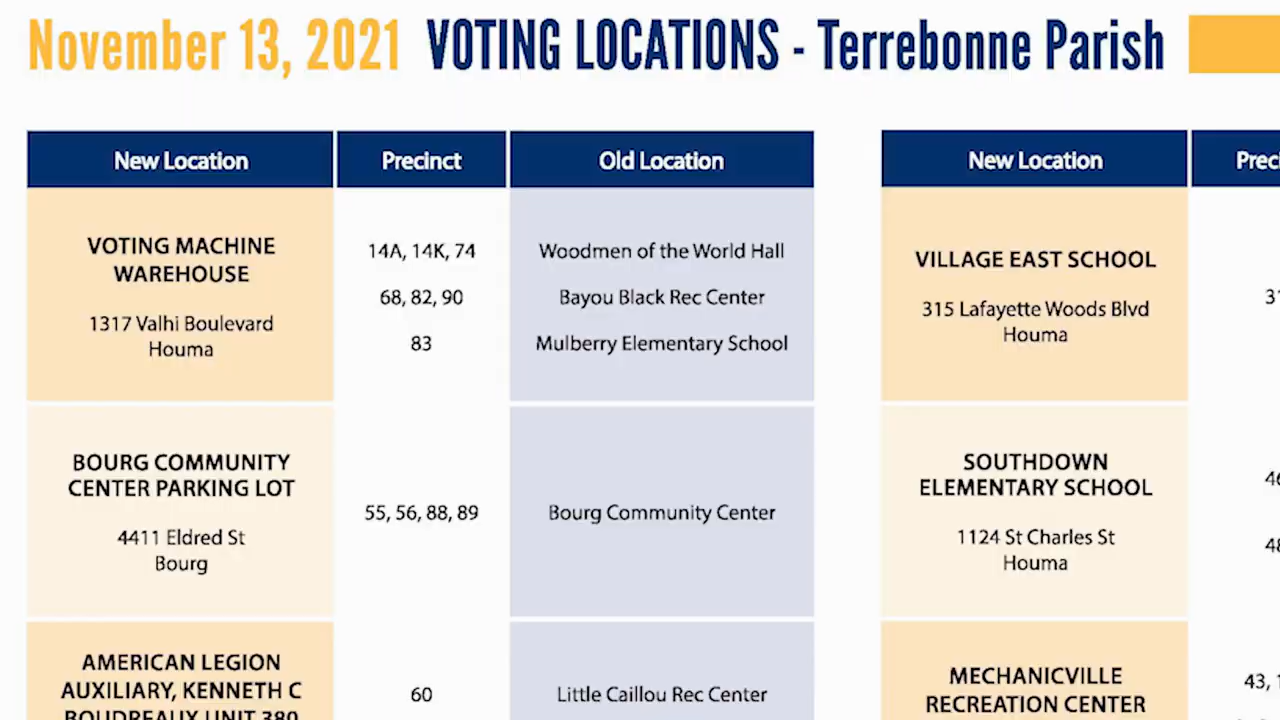 November 13, 2021 VOTING LOCATIONS - Terrebonne Parish
New Location Precinct Old Location
VOTING MACHINE
WAREHOUSE
1317 Valhi Boulevard
Houma
14A, 14K, 74 Woodmen of the World Hall
68, 82, 90 Bayou Black Rec Center
83 Mulberry Elementary School
BOURG COMMUNITY
CENTER PARKING LOT
4411 Eldred St
Bourg
55, 56, 88, 89 Bourg Community Center
AMERICAN LEGION
AUXILIARY, KENNETH C
BOUDREAUX UNIT 380
60 Little Caillou Rec Center
New Location
VILLAGE EAST SCHOOL
315 Lafayette Woods Blvd
Houma
SOUTHDOWN
ELEMENTARY SCHOOL
1124 St Charles St
Houma
MECHANICVILLE
RECREATION CENTER
43,